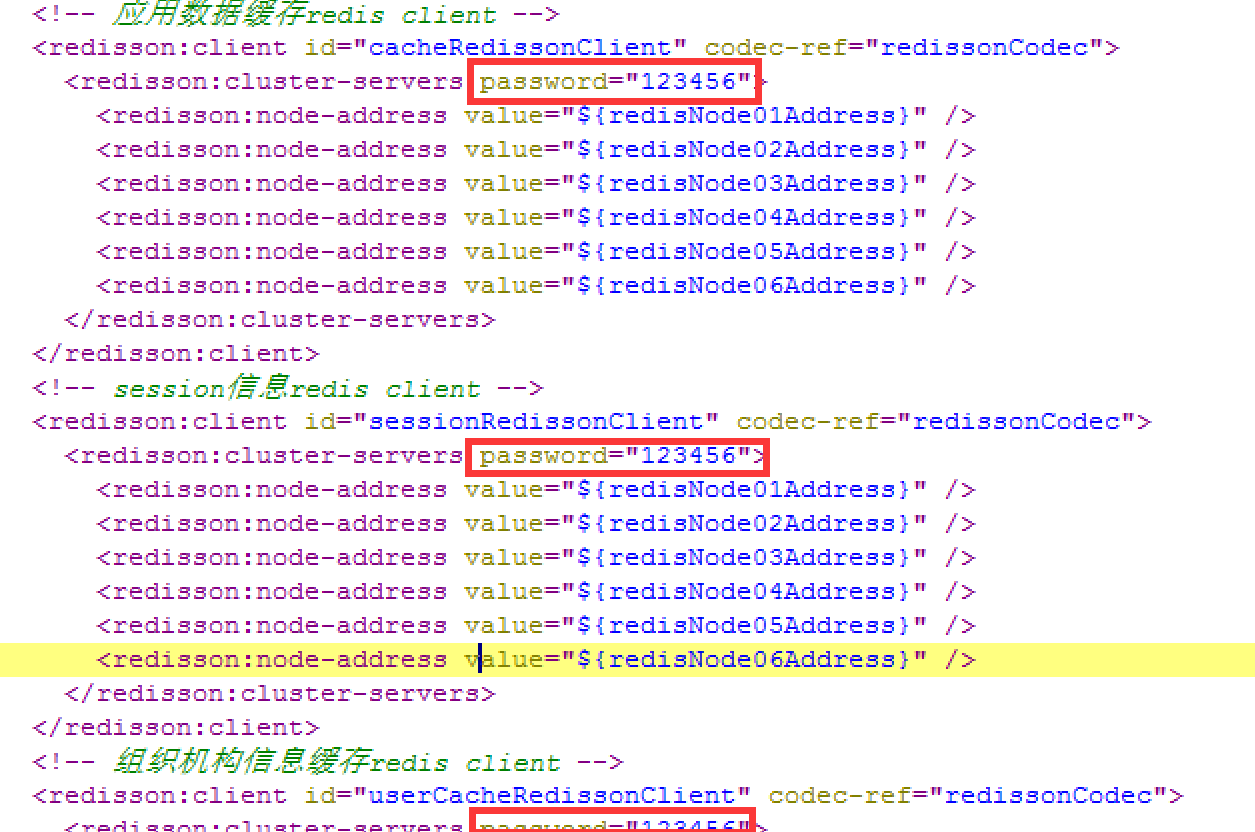 <!-- 应用数据缓存redis client -->
<redisson:client id="cacheRedissonClient" codec-ref="redissonCodec">
<redisson:cluster-servers password="123456">
<redisson:node-address value="${redisNode01Address}" />
<redisson:node-address value="${redisNode02Address}" />
<redisson:node-address value="${redisNode03Address}" />
<redisson:node-address value="${redisNode04Address}" />
<redisson:node-address value="${redisNode05Address}" />
<redisson:node-address value="${redisNode06Address}" />
</redisson:cluster-servers>
</redisson:client>
<!-- session信息redis client -->
<redisson:client id="sessionRedissonClient" codec-ref="redissonCodec">
<redisson:cluster-servers password="123456">
<redisson:node-address value="${redisNode01Address}" />
<redisson:node-address value="${redisNode02Address}" />
<redisson:node-address value="${redisNode03Address}" />
<redisson:node-address value="${redisNode04Address}" />
<redisson:node-address value="${redisNode05Address}" />
<redisson:node-address value="${redisNode06Address}" />
</redisson:cluster-servers>
</redisson:client>
<!-- 组织机构信息缓存redis client -->
<redisson:client id="userCacheRedissonClient" codec-ref="redissonCodec">
<redisson:cluster-servers password="123456">